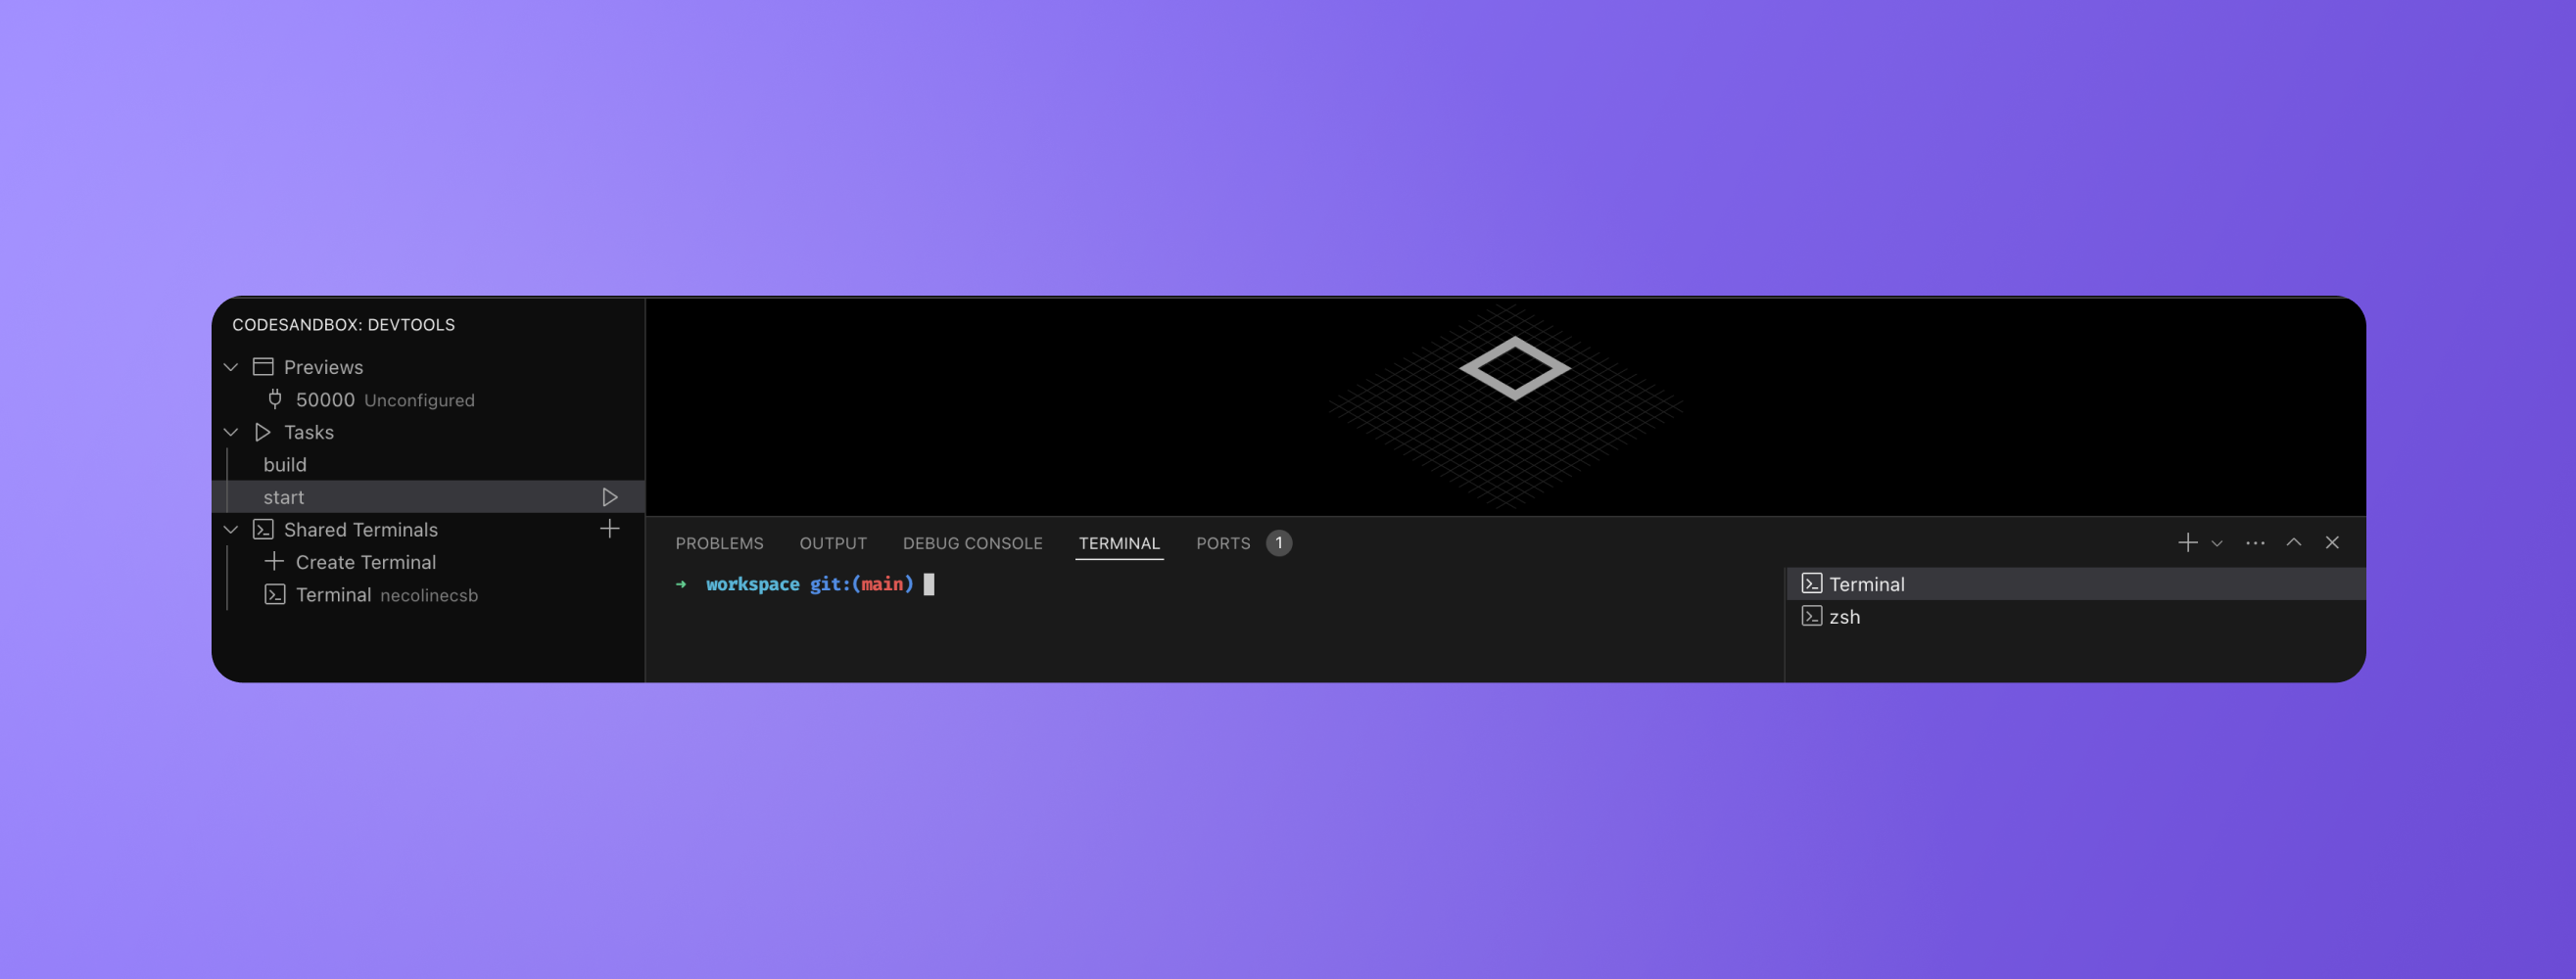 CODESANDBOX: DEVTOOLS
Previews
50000 Unconfigured
Tasks
build
start
Shared Terminals
Create Terminal
Terminal necolinecsb
PROBLEMS OUTPUT DEBUG CONSOLE TERMINAL PORTS 1
➜ workspace git:(main)
Terminal
zsh